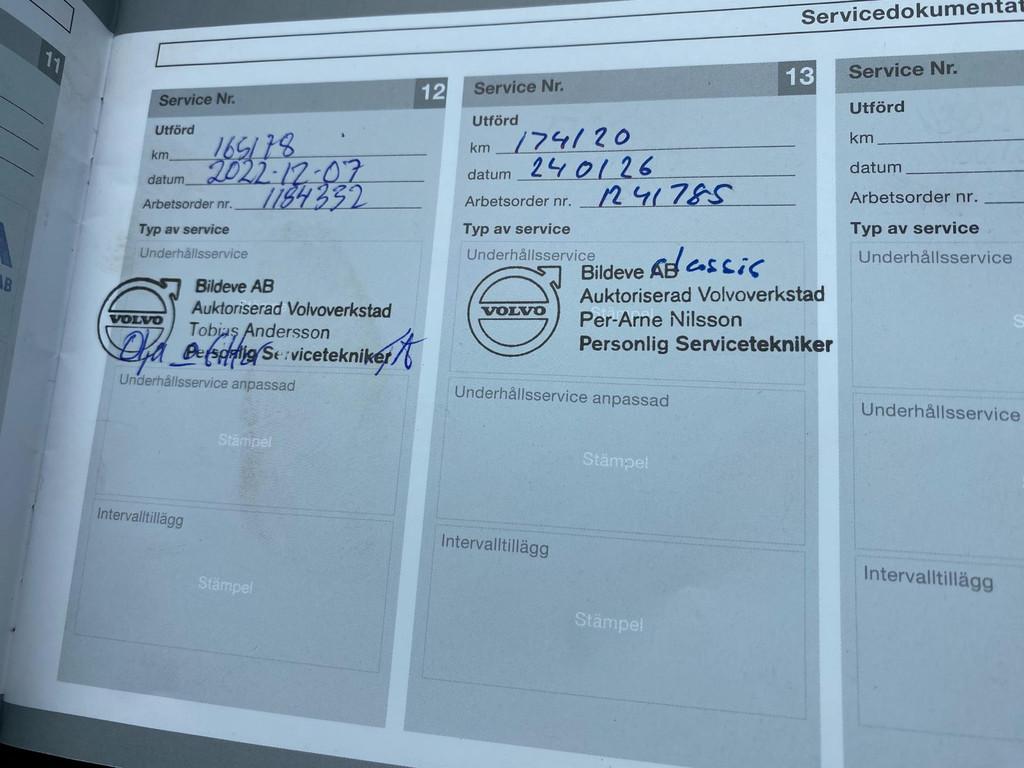 Servicedokumentat
11
Service Nr. 12
Utförd
km 165178
datum 2022-12-07
Arbetsorder nr. 1184332
Typ av service
Underhållsservice
VOLVO
Bildeve AB
Auktoriserad Volvoverkstad
Tobias Andersson
Personlig Servicetekniker
Olja
Underhållsservice anpassad
Stämpel
Intervalltillägg
Stämpel
Service Nr. 13
Utförd
km 174120
datum 240126
Arbetsorder nr. 1241785
Typ av service
Underhållsservice
classic
VOLVO
Bildeve AB
Auktoriserad Volvoverkstad
Per-Arne Nilsson
Personlig Servicetekniker
Underhållsservice anpassad
Stämpel
Intervalltillägg
Stämpel
Service Nr.
Utförd
km
datum
Arbetsorder nr.
Typ av service
Underhållsservice
S
Underhållsservice
Intervalltillägg